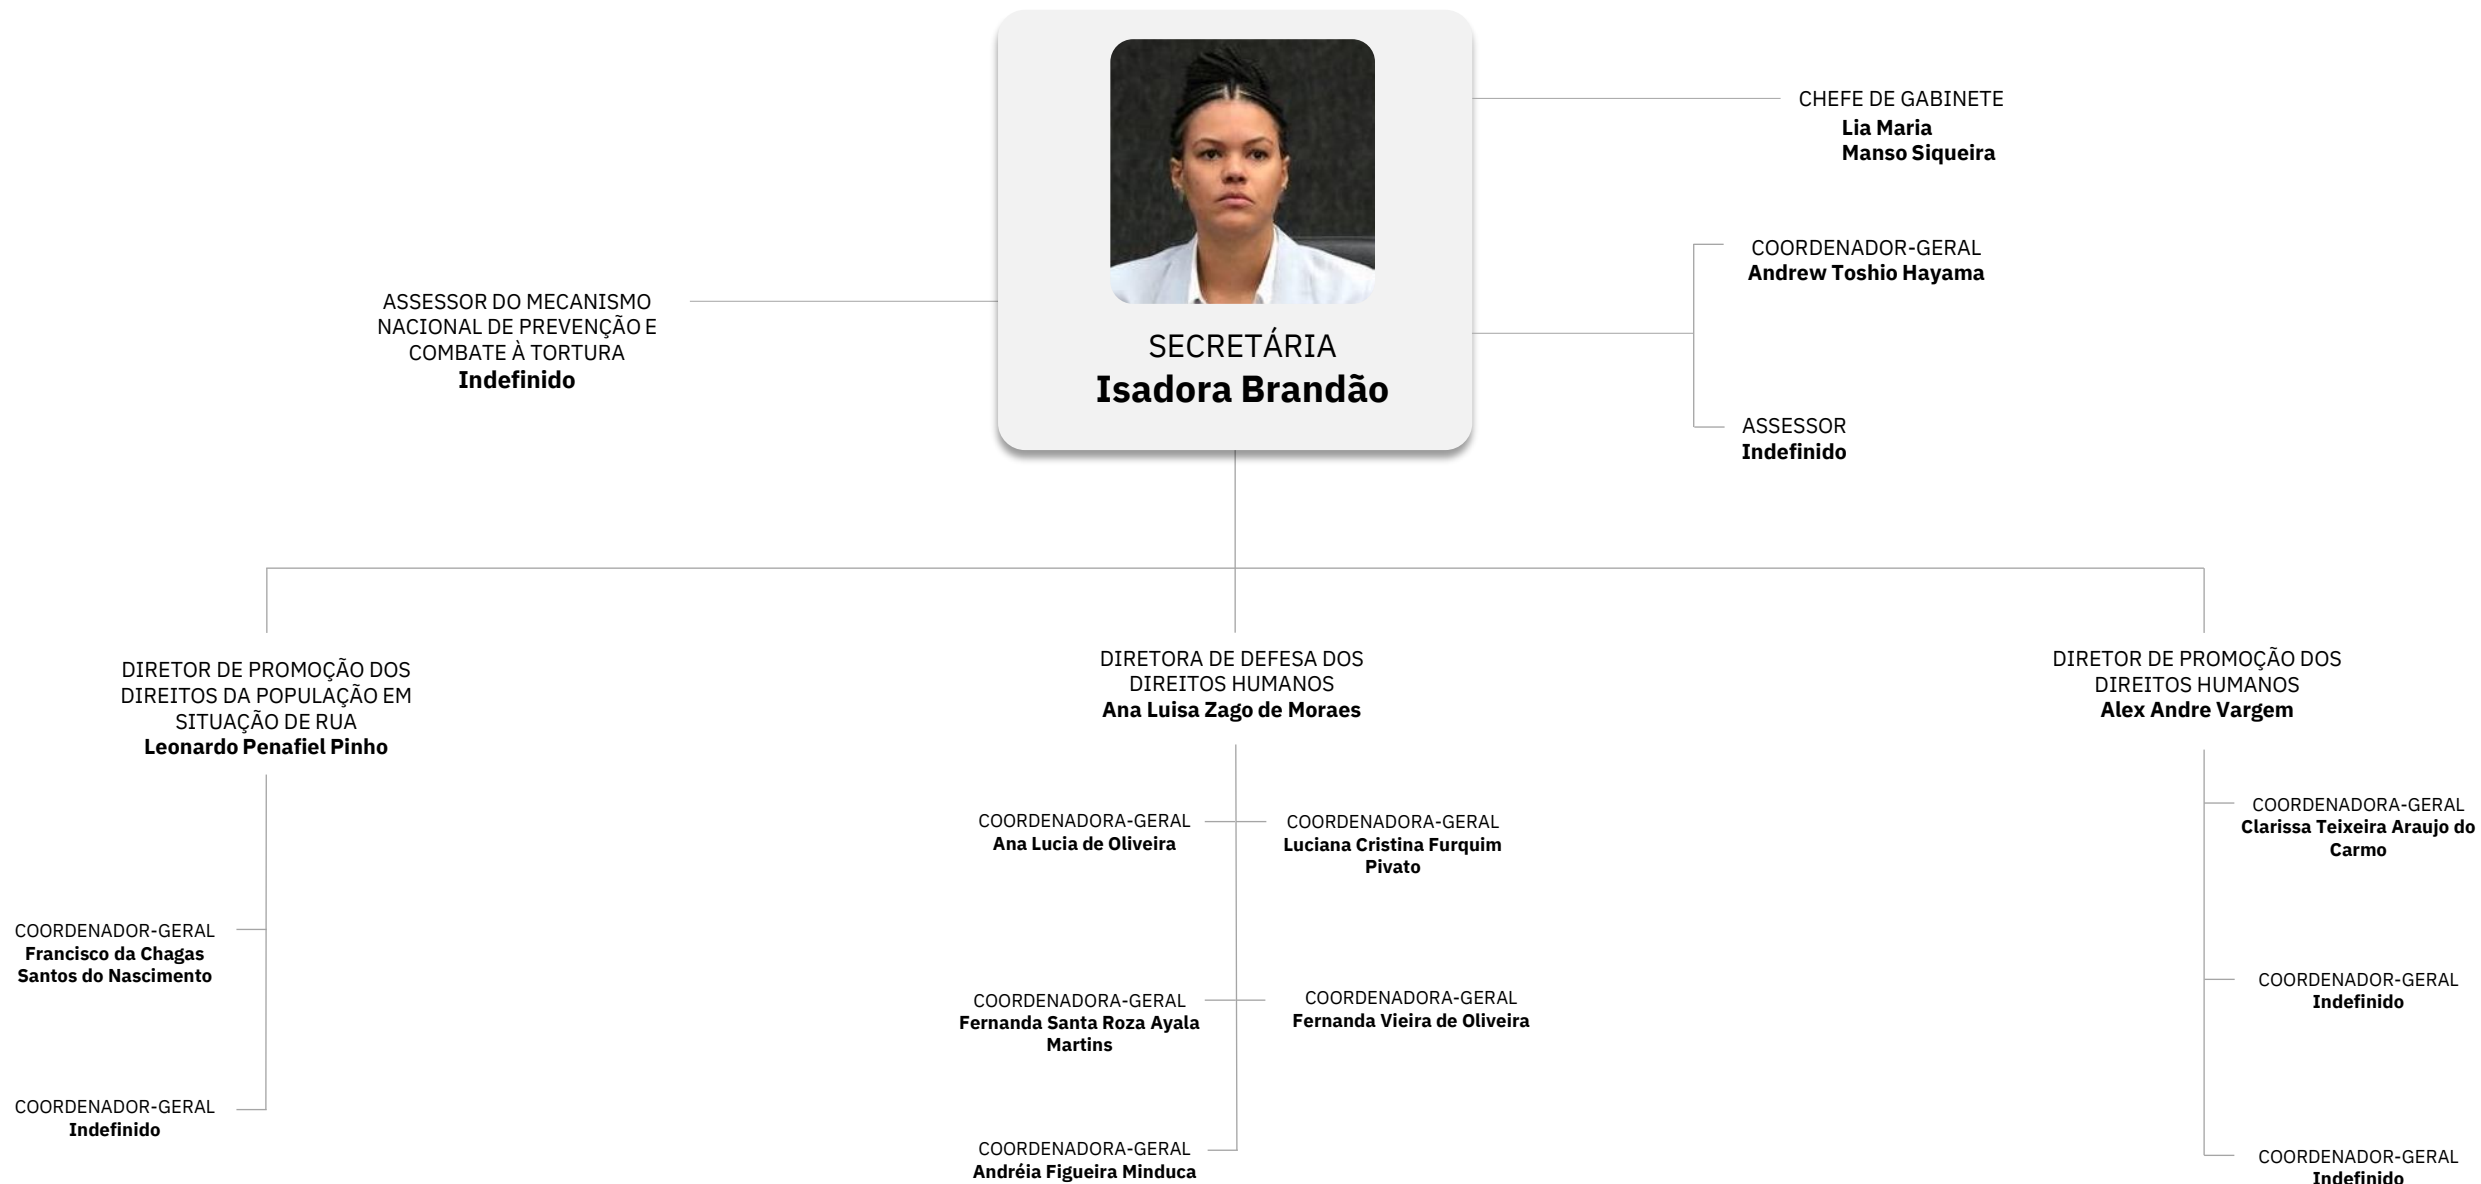 CHEFE DE GABINETE
Lia Maria
Manso Siqueira
COORDENADOR-GERAL
Andrew Toshio Hayama
ASSESSOR DO MECANISMO
NACIONAL DE PREVENÇÃO E
COMBATE À TORTURA
Indefinido
SECRETÁRIA
Isadora Brandão
ASSESSOR
Indefinido
DIRETOR DE PROMOÇÃO DOS
DIREITOS DA POPULAÇÃO EM
SITUAÇÃO DE RUA
Leonardo Penafiel Pinho
DIRETORA DE DEFESA DOS
DIREITOS HUMANOS
Ana Luisa Zago de Moraes
DIRETOR DE PROMOÇÃO DOS
DIREITOS HUMANOS
Alex Andre Vargem
COORDENADOR-GERAL
Francisco da Chagas
Santos do Nascimento
COORDENADOR-GERAL
Indefinido
COORDENADORA-GERAL
Ana Lucia de Oliveira
COORDENADORA-GERAL
Luciana Cristina Furquim
Pivato
COORDENADORA-GERAL
Fernanda Santa Roza Ayala
Martins
COORDENADORA-GERAL
Fernanda Vieira de Oliveira
COORDENADORA-GERAL
Andréia Figueira Minduca
COORDENADORA-GERAL
Clarissa Teixeira Araujo do
Carmo
COORDENADOR-GERAL
Indefinido
COORDENADOR-GERAL
Indefinido